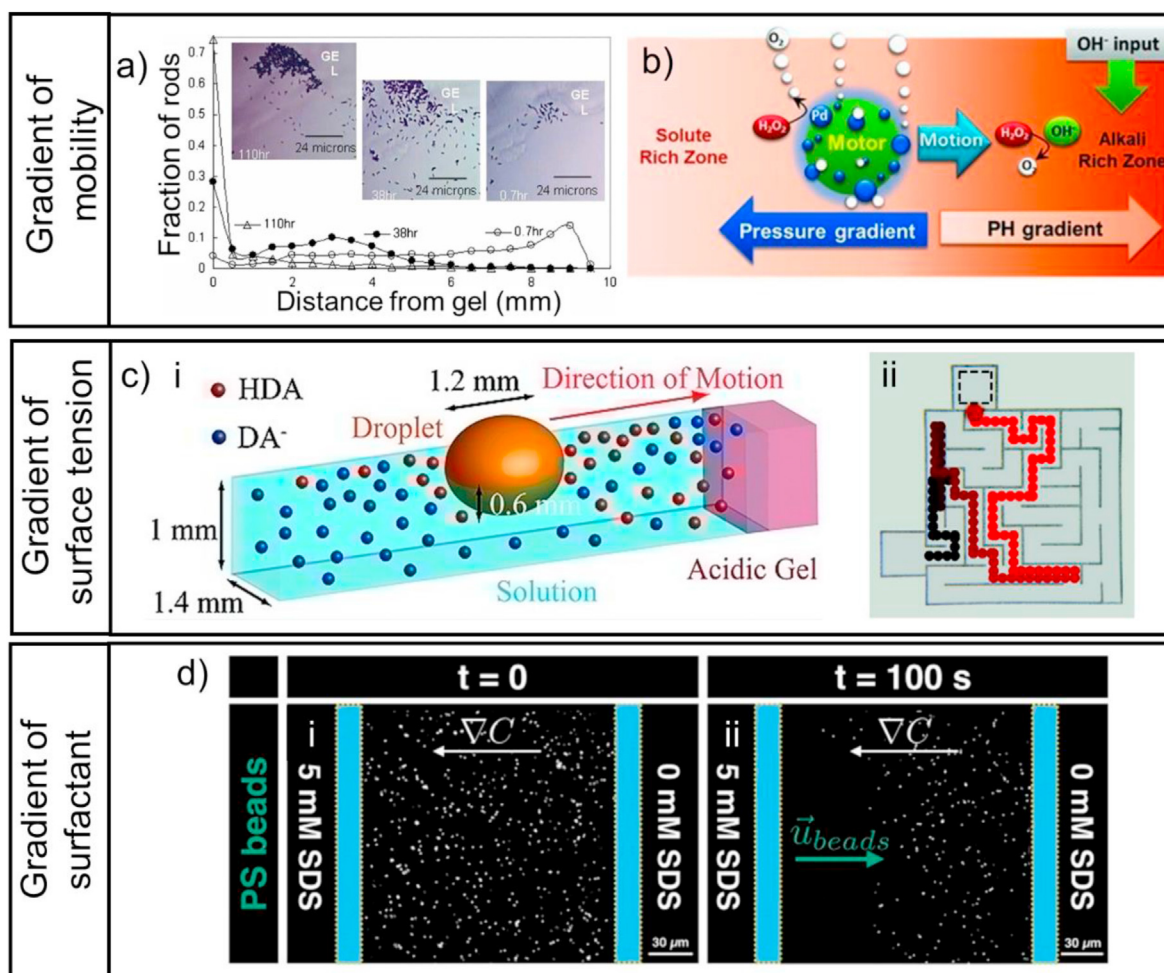 Gradient of
mobility
a)
Fraction of rods
0.7
0.6
0.5
0.4
0.3
0.2
0.1
0
GE
L
24 microns
110hr
GE
L
24 microns
38hr
GE
L
24 microns
0.7hr
110hr
38hr
0.7hr
0
2
4
6
8
10
Distance from gel (mm)
b)
O₂
OH⁻ input
H₂O₂
Pd
Solute
Rich Zone
Motor
Motion
H₂O₂
OH⁻
O₂
Alkali
Rich Zone
Pressure gradient
PH gradient
Gradient of
surface tension
c)
i
HDA
DA⁻
1.2 mm
Direction of Motion
Droplet
0.6 mm
1 mm
1.4 mm
Solution
Acidic Gel
ii
Gradient of
surfactant
d)
t = 0
t = 100 s
PS beads
5 mM SDS
i
∇C
0 mM SDS
30 µm
5 mM SDS
ii
∇C
u⃗beads
0 mM SDS
30 µm